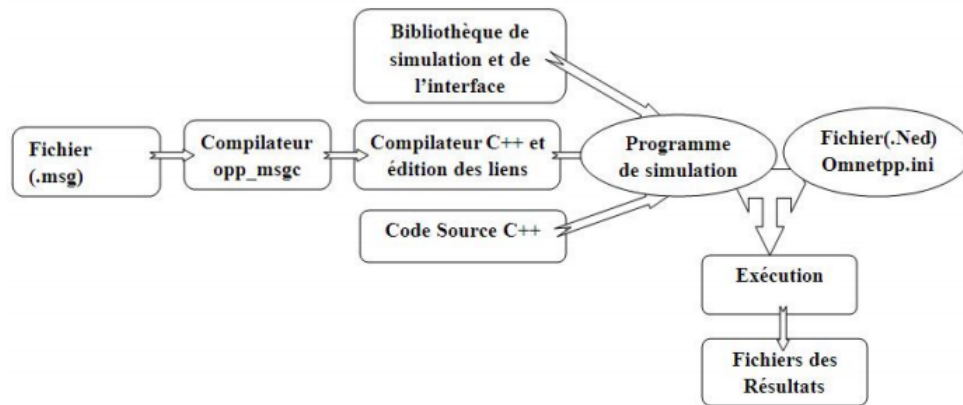 Bibliothèque de
simulation et de
l'interface
Fichier
(.msg)
Compilateur
opp_msgc
Compilateur C++ et
édition des liens
Programme
de simulation
Fichier(.Ned)
Omnetpp.ini
Code Source C++
Exécution
Fichiers des
Résultats